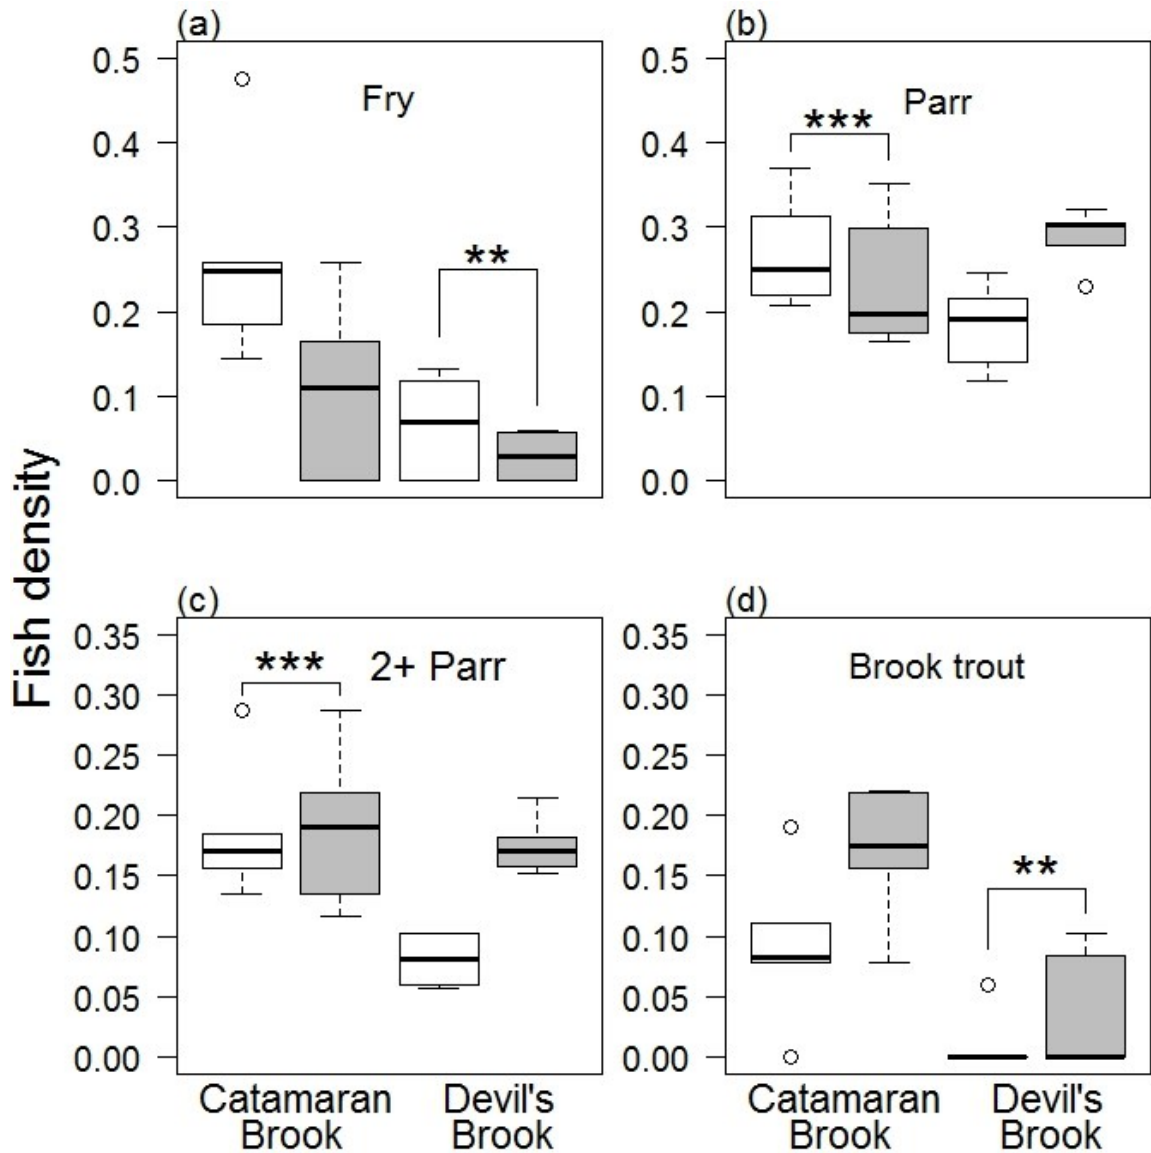 (a)
Fry
0.5
0.4
0.3
0.2
0.1
0.0
**
(b)
Parr
0.5
0.4
0.3
0.2
0.1
0.0
***
Fish density
(c)
2+ Parr
0.35
0.30
0.25
0.20
0.15
0.10
0.05
0.00
***
Catamaran
Brook
Devil's
Brook
(d)
Brook trout
0.35
0.30
0.25
0.20
0.15
0.10
0.05
0.00
**
Catamaran
Brook
Devil's
Brook